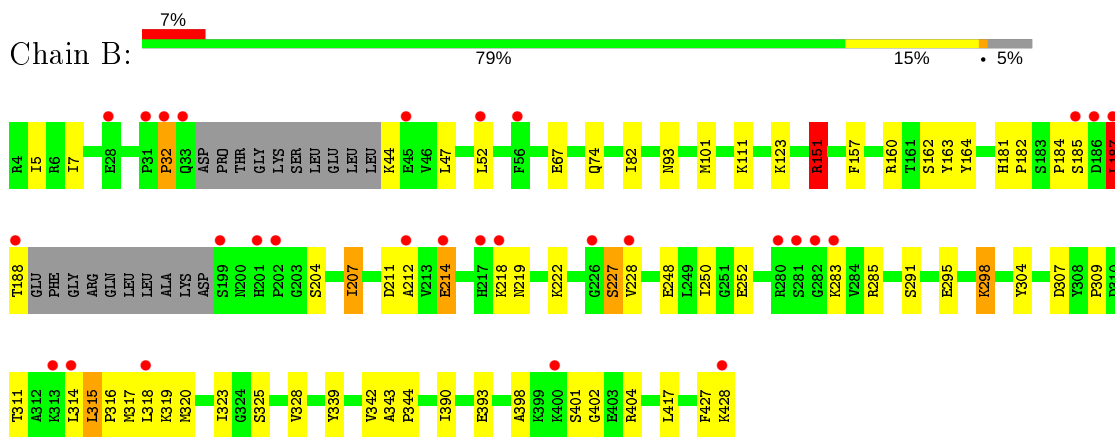 7%
Chain B:
79% 15% • 5%
R4 I5 R6 I7 E28 P31 P32 Q33 ASP PRO THR GLY LYS SER LEU GLU LEU LEU K44 E45 V46 L47 L52 F56 E67 Q74 I82 N93 M101 K111 K123 R151 F157 R160 T161 S162 Y163 Y164 H181 P182 S183 P184 S185 D186 L187
T188 GLU PHE GLY ARG GLN LEU LEU ALA LYS ASP S199 N200 H201 P202 G203 S204 I207 D211 A212 V213 E214 H217 K218 N219 K222 G226 S227 V228 E248 L249 I250 G251 E252 R280 S281 G282 K283 V284 R285 S291 E295 K298 Y304 D307 Y308 P309 D310
T311 A312 K313 L314 L315 P316 M317 L318 K319 M320 I323 G324 S325 V328 Y339 V342 A343 P344 I390 E393 A398 K399 K400 S401 G402 E403 R404 L417 F427 K428